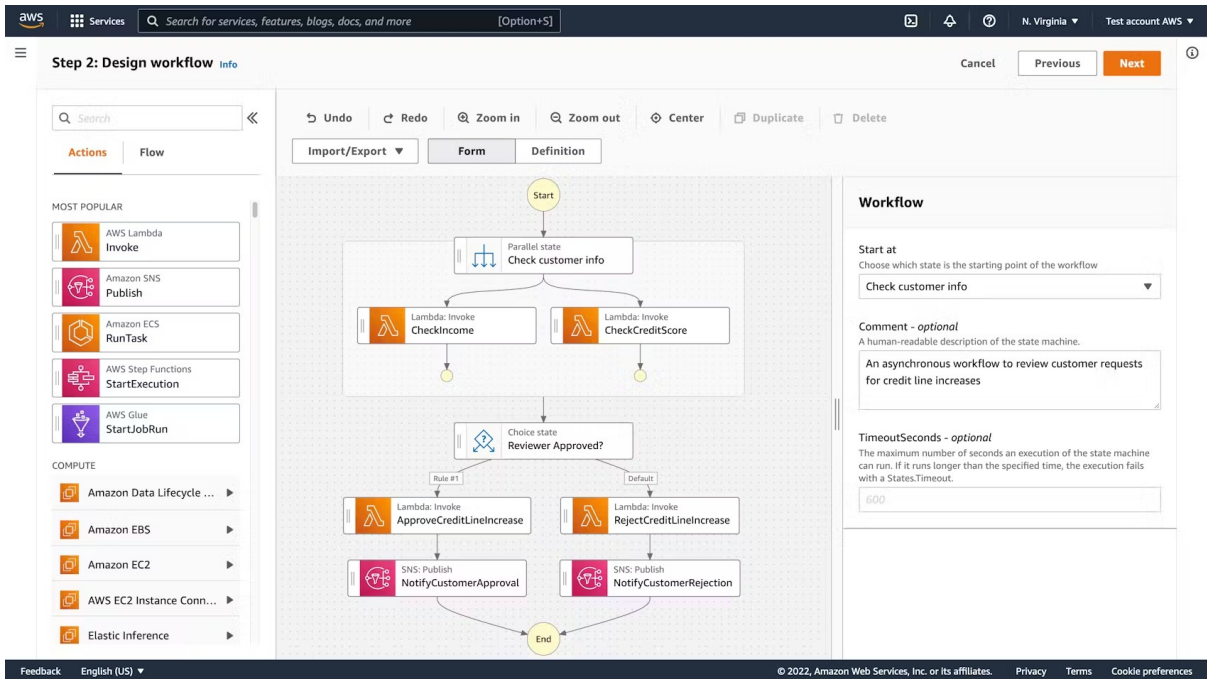 aws Services Search for services, features, blogs, docs, and more [Option+S] N. Virginia ▼ Test account AWS ▼
Step 2: Design workflow Info Cancel Previous Next
Search
Actions Flow
MOST POPULAR
AWS Lambda
Invoke
Amazon SNS
Publish
Amazon ECS
RunTask
AWS Step Functions
StartExecution
AWS Glue
StartJobRun
COMPUTE
Amazon Data Lifecycle ...
Amazon EBS
Amazon EC2
AWS EC2 Instance Conn...
Elastic Inference
Undo Redo Zoom in Zoom out Center Duplicate Delete
Import/Export ▼ Form Definition
Start
Parallel state
Check customer info
Lambda: Invoke
CheckIncome
Lambda: Invoke
CheckCreditScore
Choice state
Reviewer Approved?
Rule #1
Default
Lambda: Invoke
ApproveCreditLineIncrease
Lambda: Invoke
RejectCreditLineIncrease
SNS: Publish
NotifyCustomerApproval
SNS: Publish
NotifyCustomerRejection
End
Workflow
Start at
Choose which state is the starting point of the workflow
Check customer info
Comment - optional
A human-readable description of the state machine.
An asynchronous workflow to review customer requests
for credit line increases
TimeoutSeconds - optional
The maximum number of seconds an execution of the state machine
can run. If it runs longer than the specified time, the execution fails
with a States.Timeout.
600
Feedback English (US) ▼ © 2022, Amazon Web Services, Inc. or its affiliates. Privacy Terms Cookie preferences